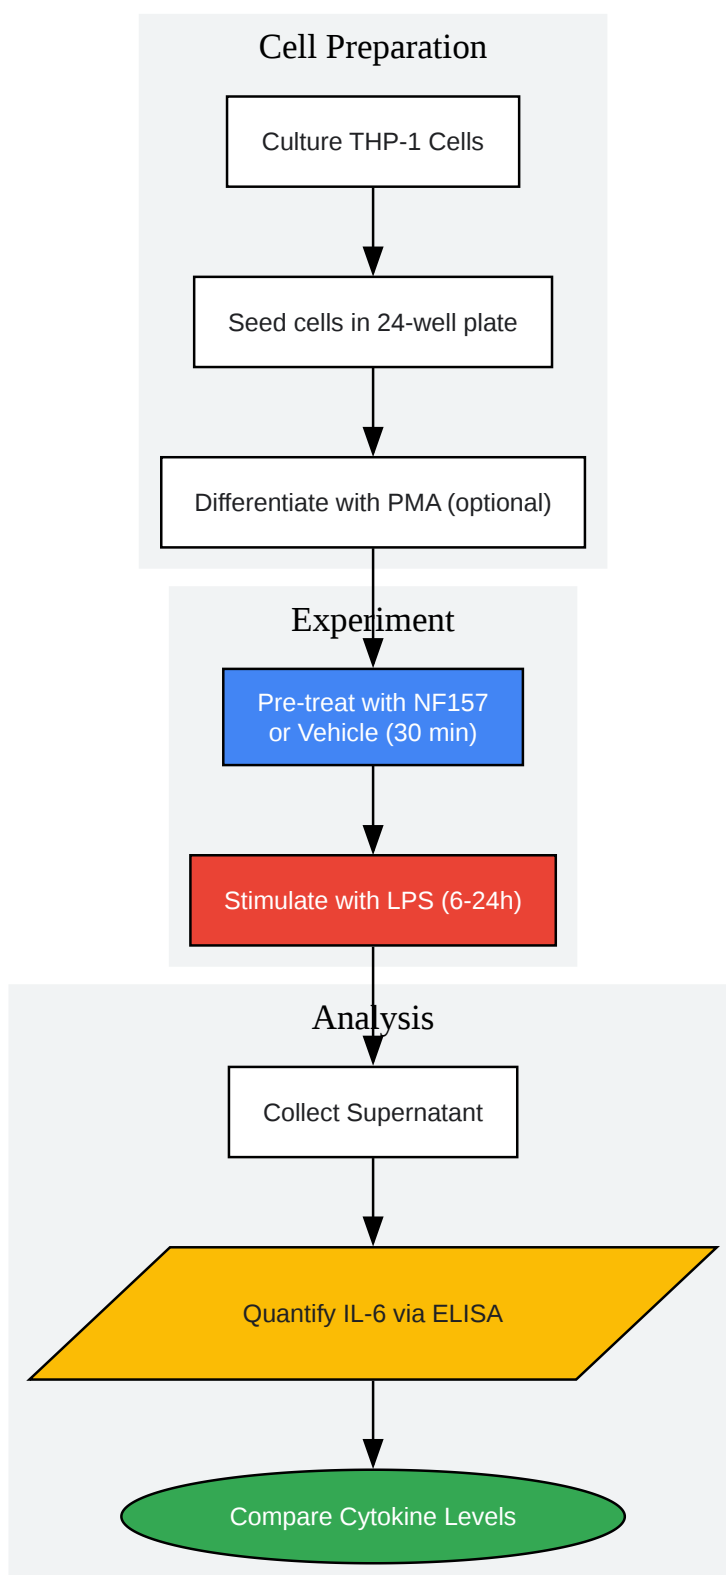 Cell Preparation
Culture THP-1 Cells
Seed cells in 24-well plate
Differentiate with PMA (optional)
Experiment
Pre-treat with NF157
or Vehicle (30 min)
Stimulate with LPS (6-24h)
Analysis
Collect Supernatant
Quantify IL-6 via ELISA
Compare Cytokine Levels